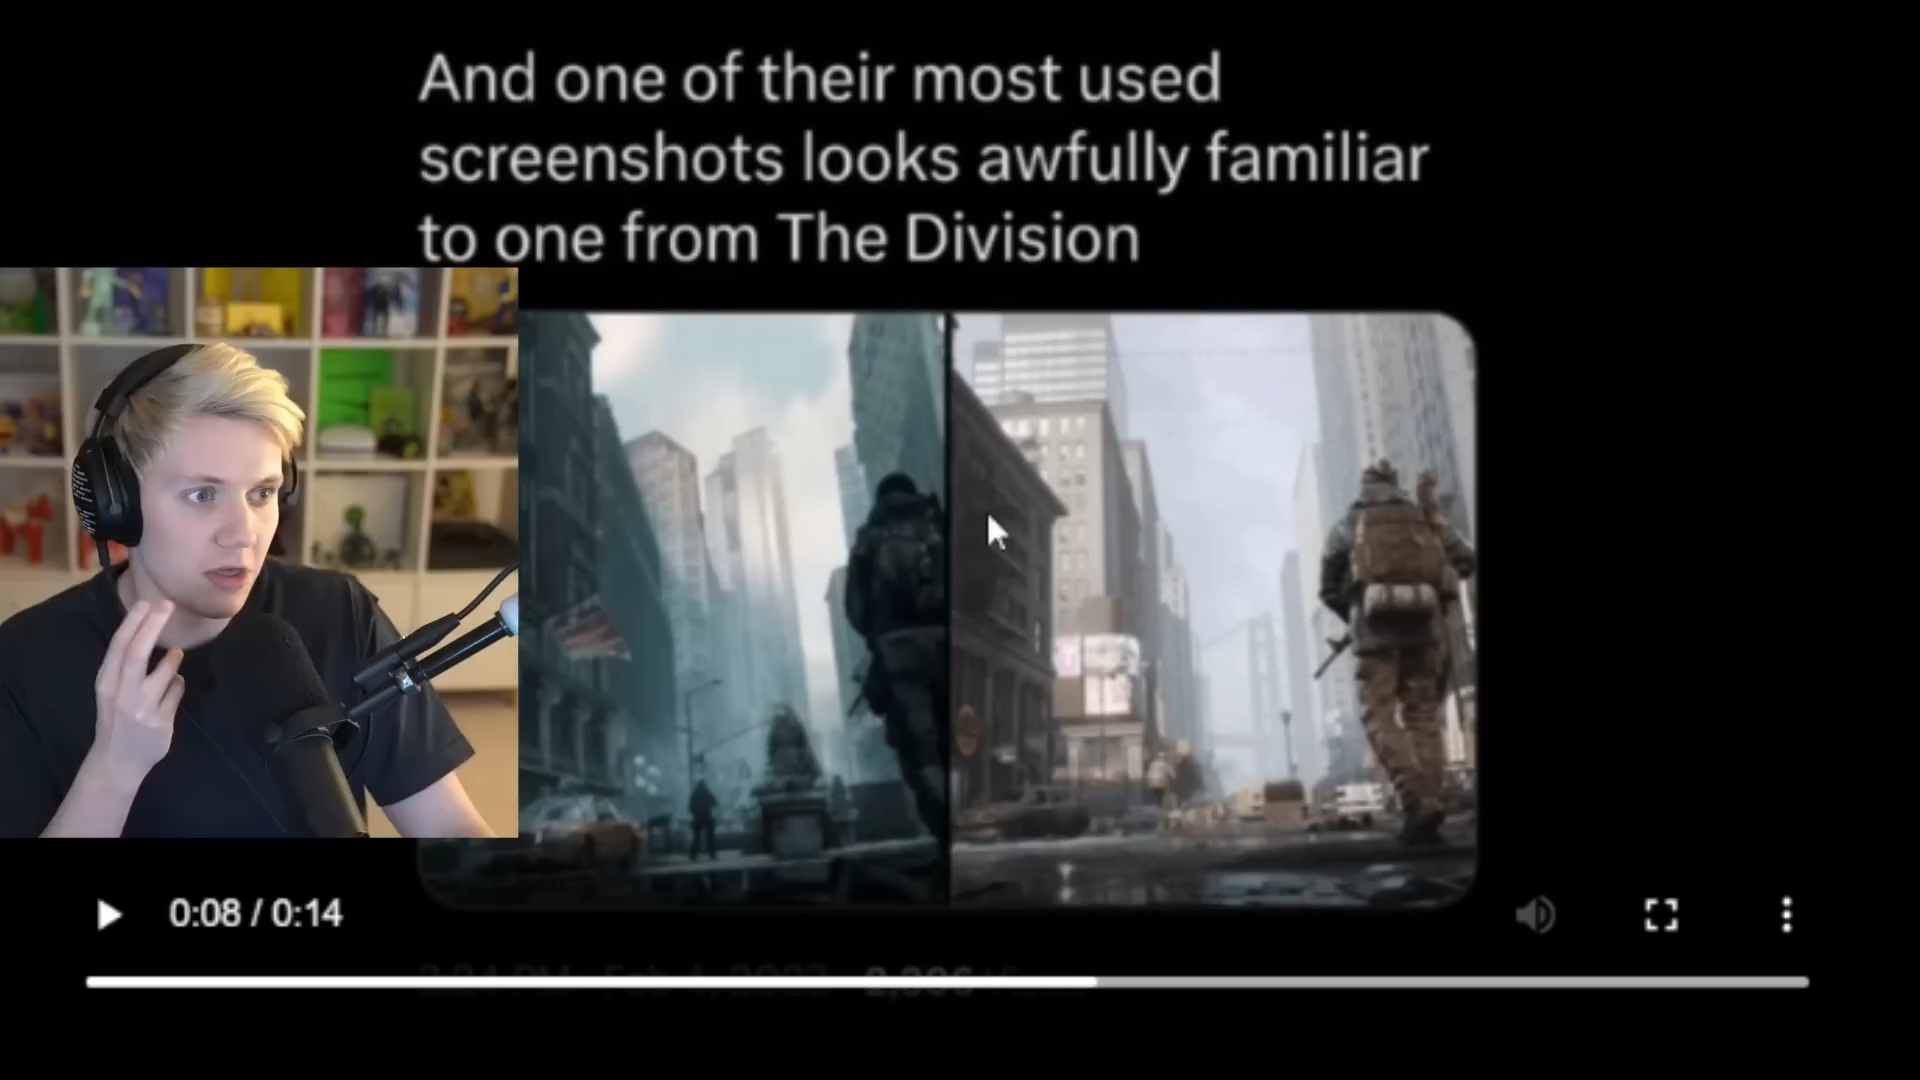 And one of their most used
screenshots looks awfully familiar
to one from The Division
0:08 / 0:14